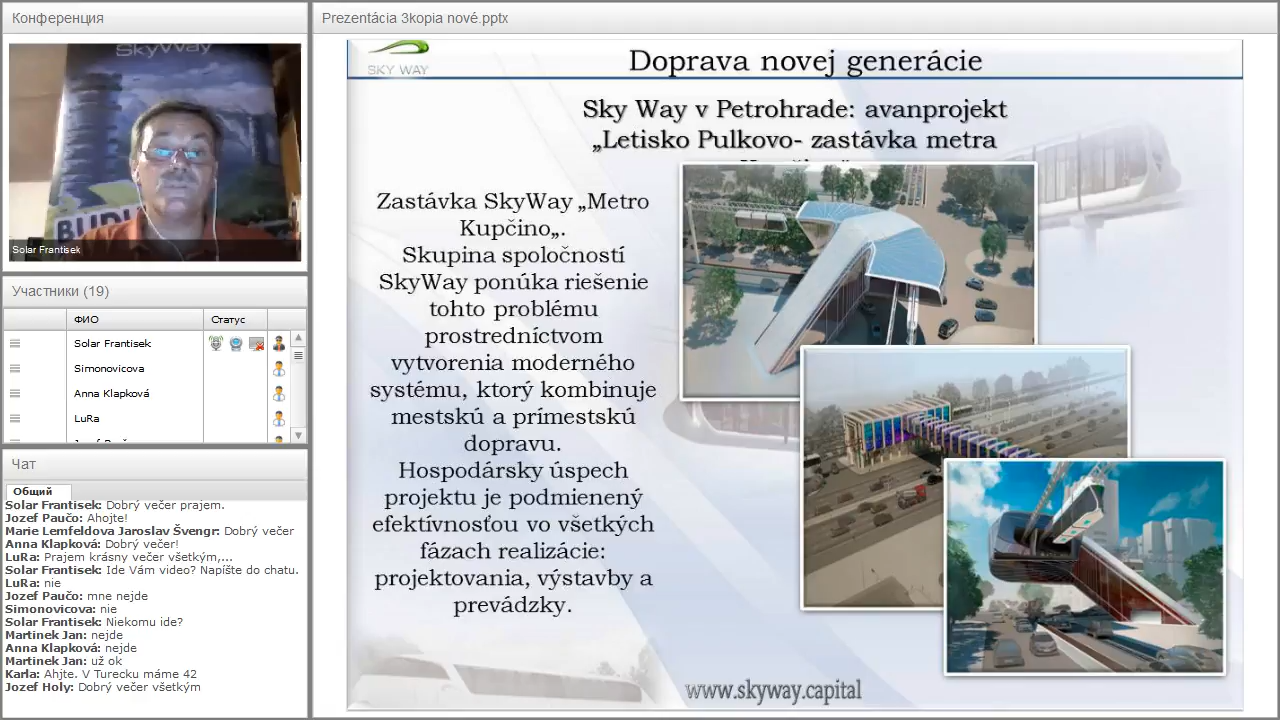 Конференция
SkyWay
Solar Frantisek
Участники (19)
ФИО
Статус
Solar Frantisek
Simonovicova
Anna Klapková
LuRa
Чат
Общий
Solar Frantisek: Dobrý večer prajem.
Jozef Paučo: Ahojte!
Marie Lemfeldova Jaroslav Švengr: Dobrý večer
Anna Klapková: Dobrý večer!
LuRa: Prajem krásny večer všetkým,...
Solar Frantisek: Ide Vám video? Napíšte do chatu.
LuRa: nie
Jozef Paučo: mne nejde
Simonovicova: nie
Solar Frantisek: Niekomu ide?
Martinek Jan: nejde
Anna Klapková: nejde
Martinek Jan: už ok
Karla: Ahjte. V Turecku máme 42
Jozef Holy: Dobrý večer všetkým
Prezentácia 3kopia nové.pptx
SKY WAY
Doprava novej generácie
Sky Way v Petrohrade: avanprojekt
„Letisko Pulkovo- zastávka metra
Zastávka SkyWay „Metro
Kupčino„.
Skupina spoločností
SkyWay ponúka riešenie
tohto problému
prostredníctvom
vytvorenia moderného
systému, ktorý kombinuje
mestskú a prímestskú
dopravu.
Hospodársky úspech
projektu je podmienený
efektívnosťou vo všetkých
fázach realizácie:
projektovania, výstavby a
prevádzky.
www.skyway.capital